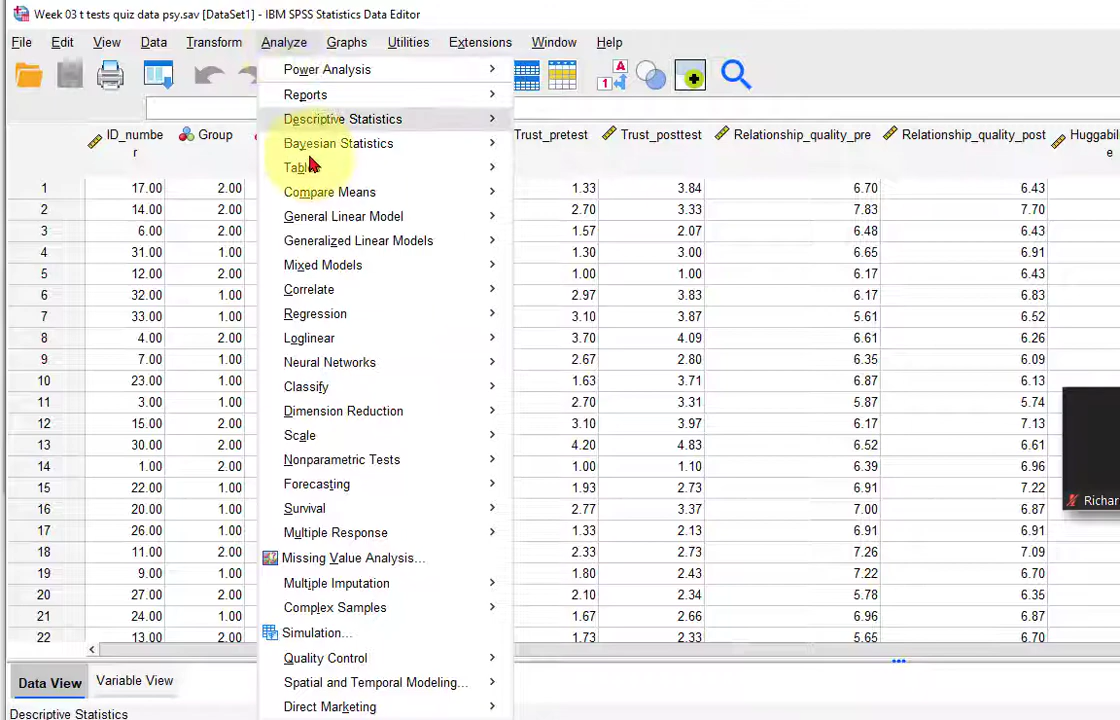 Week 03 t tests quiz data psy.sav [DataSet1] - IBM SPSS Statistics Data Editor
File Edit View Data Transform Analyze Graphs Utilities Extensions Window Help
Power Analysis
Reports
Descriptive Statistics
Bayesian Statistics
Compare Means
General Linear Model
Generalized Linear Models
Mixed Models
Correlate
Regression
Loglinear
Neural Networks
Classify
Dimension Reduction
Scale
Nonparametric Tests
Forecasting
Survival
Multiple Response
Missing Value Analysis...
Multiple Imputation
Complex Samples
Simulation...
Quality Control
Spatial and Temporal Modeling...
Direct Marketing
ID_numbe
r Group Trust_pretest Trust_posttest Relationship_quality_pre Relationship_quality_post Huggabi
e
1 17.00 2.00 1.33 3.84 6.70 6.43
2 14.00 2.00 2.70 3.33 7.83 7.70
3 6.00 2.00 1.57 2.07 6.48 6.43
4 31.00 1.00 1.30 3.00 6.65 6.91
5 12.00 2.00 1.00 1.00 6.17 6.43
6 32.00 1.00 2.97 3.83 6.17 6.83
7 33.00 1.00 3.10 3.87 5.61 6.52
8 4.00 2.00 3.70 4.09 6.61 6.26
9 7.00 1.00 2.67 2.80 6.35 6.09
10 23.00 1.00 1.63 3.71 6.87 6.13
11 3.00 1.00 2.70 3.31 5.87 5.74
12 15.00 2.00 3.10 3.97 6.17 7.13
13 30.00 2.00 4.20 4.83 6.52 6.61
14 1.00 2.00 1.00 1.10 6.39 6.96
15 22.00 1.00 1.93 2.73 6.91 7.22
16 20.00 1.00 2.77 3.37 7.00 6.87
17 26.00 1.00 1.33 2.13 6.91 6.91
18 11.00 2.00 2.33 2.73 7.26 7.09
19 9.00 1.00 1.80 2.43 7.22 6.70
20 27.00 2.00 2.10 2.34 5.78 6.35
21 24.00 1.00 1.67 2.66 6.96 6.87
22 13.00 2.00 1.73 2.33 5.65 6.70
Richar
Data View Variable View
Descriptive Statistics